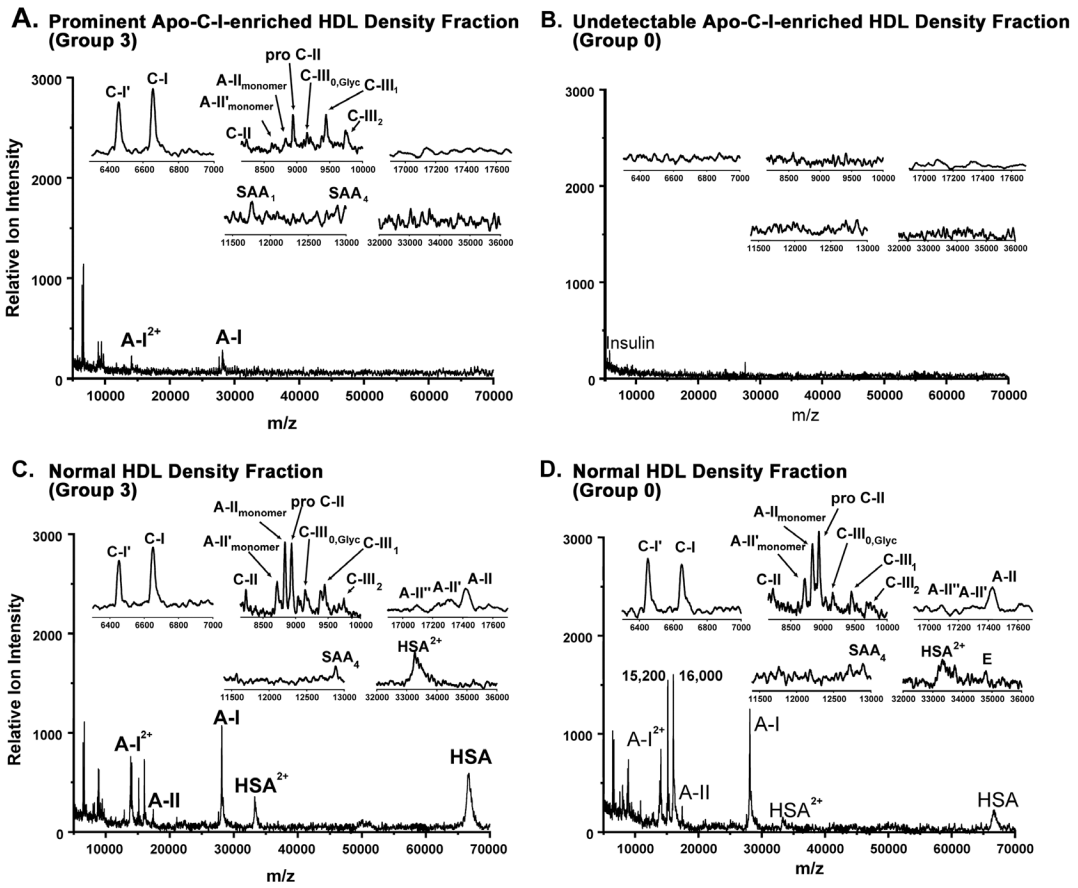 A. Prominent Apo-C-I-enriched HDL Density Fraction
(Group 3)
3000
2000
1000
0
Relative Ion Intensity
C-I'
C-I
6400 6600 6800 7000
pro C-II
A-IImonomer
C-III0,Glyc
A-II'monomer
C-III1
C-II
C-III2
8500 9000 9500 10000
17000 17200 17400 17600
SAA1
SAA4
11500 12000 12500 13000
32000 33000 34000 35000 36000
A-I2+
A-I
10000 20000 30000 40000 50000 60000 70000
m/z
B. Undetectable Apo-C-I-enriched HDL Density Fraction
(Group 0)
3000
2000
1000
0
6400 6600 6800 7000
8500 9000 9500 10000
17000 17200 17400 17600
11500 12000 12500 13000
32000 33000 34000 35000 36000
Insulin
10000 20000 30000 40000 50000 60000 70000
m/z
C. Normal HDL Density Fraction
(Group 3)
3000
2000
1000
0
Relative Ion Intensity
C-I'
C-I
6400 6600 6800 7000
pro C-II
A-IImonomer
C-III0,Glyc
A-II'monomer
C-III1
C-II
C-III2
8500 9000 9500 10000
A-II
A-II'' A-II'
17000 17200 17400 17600
SAA4
11500 12000 12500 13000
HSA2+
32000 33000 34000 35000 36000
A-I2+
A-II
A-I
HSA2+
HSA
10000 20000 30000 40000 50000 60000 70000
m/z
D. Normal HDL Density Fraction
(Group 0)
3000
2000
1000
0
C-I'
C-I
6400 6600 6800 7000
pro C-II
A-IImonomer
C-III0,Glyc
A-II'monomer
C-III1
C-II
C-III2
8500 9000 9500 10000
A-II
A-II'' A-II'
17000 17200 17400 17600
SAA4
11500 12000 12500 13000
HSA2+
E
32000 33000 34000 35000 36000
15,200 16,000
A-I2+
A-II
A-I
HSA2+
HSA
10000 20000 30000 40000 50000 60000 70000
m/z